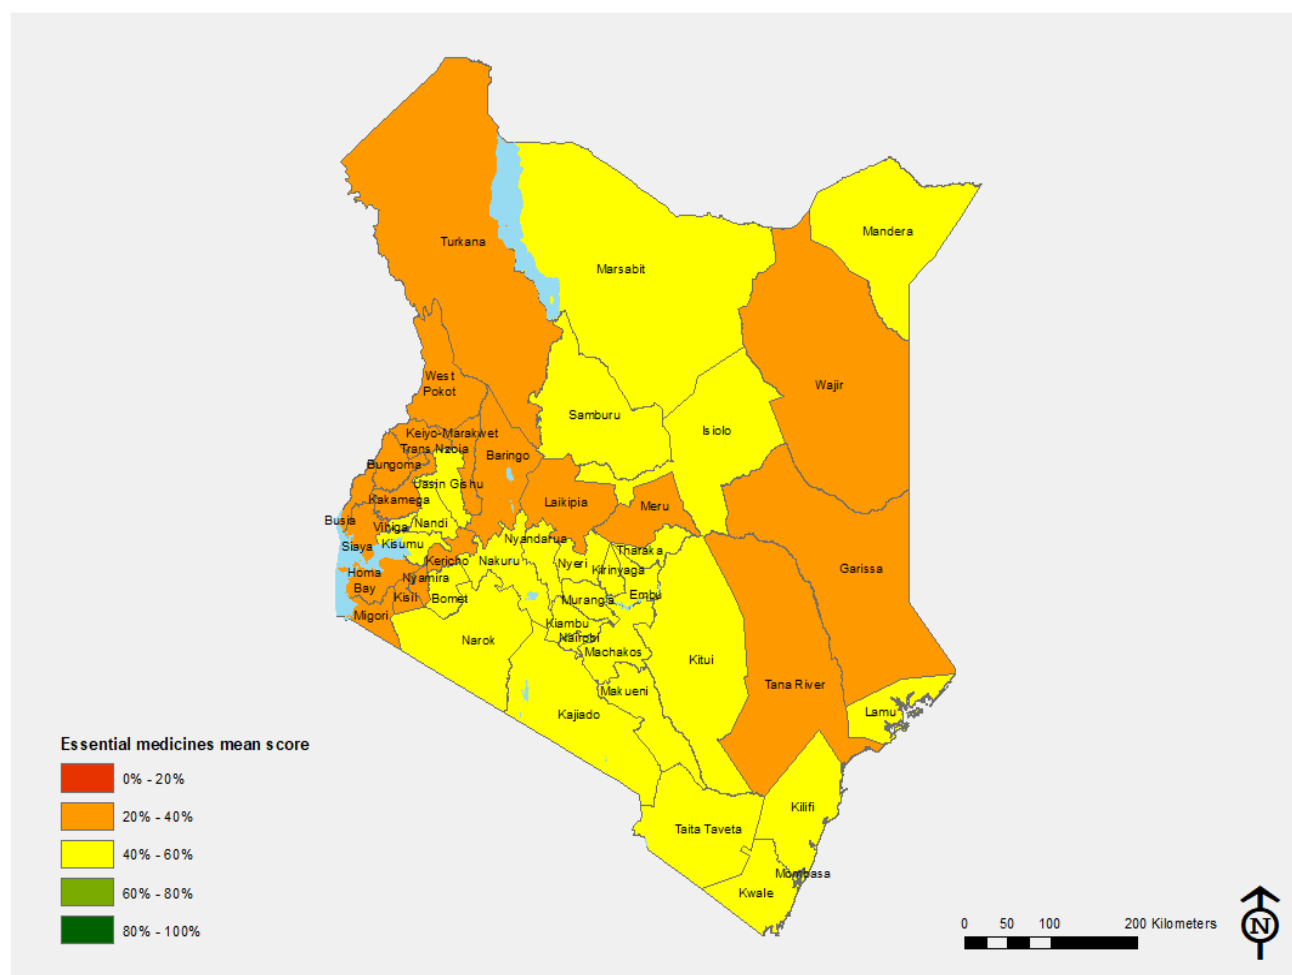 Mandera
Turkana
Marsabit
West
Pokot
Wajir
Samburu
Isiolo
Keiyo-Marakwet
Trans Nzoia
Baringo
Bungoma
Uasin Gishu
Kakamega
Laikipia
Meru
Busia
Vihiga
Nandi
Siaya
Kisumu
Nyandarua
Tharaka
Kericho
Nakuru
Nyeri
Kirinyaga
Garissa
Homa
Bay
Nyamira
Kisii
Bomet
Muranga
Embu
Migori
Kiambu
Nairobi
Narok
Machakos
Kitui
Makueni
Tana River
Kajiado
Lamu
Kilifi
Taita Taveta
Mombasa
Kwale
Essential medicines mean score
0% - 20%
20% - 40%
40% - 60%
60% - 80%
80% - 100%
0 50 100 200 Kilometers
N